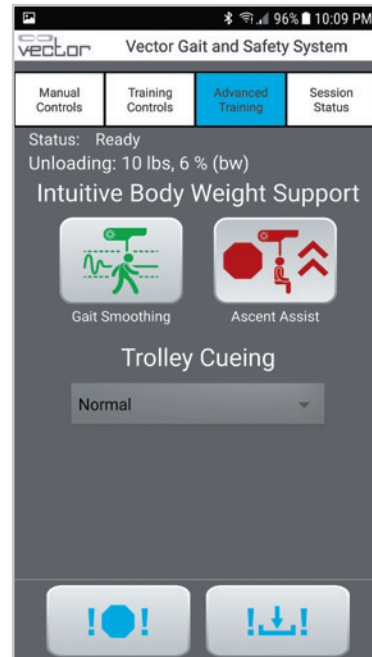 96% 10:09 PM
vector Vector Gait and Safety System
Manual Controls Training Controls Advanced Training Session Status
Status: Ready
Unloading: 10 lbs, 6 % (bw)
Intuitive Body Weight Support
Gait Smoothing Ascent Assist
Trolley Cueing
Normal
! ! ! !